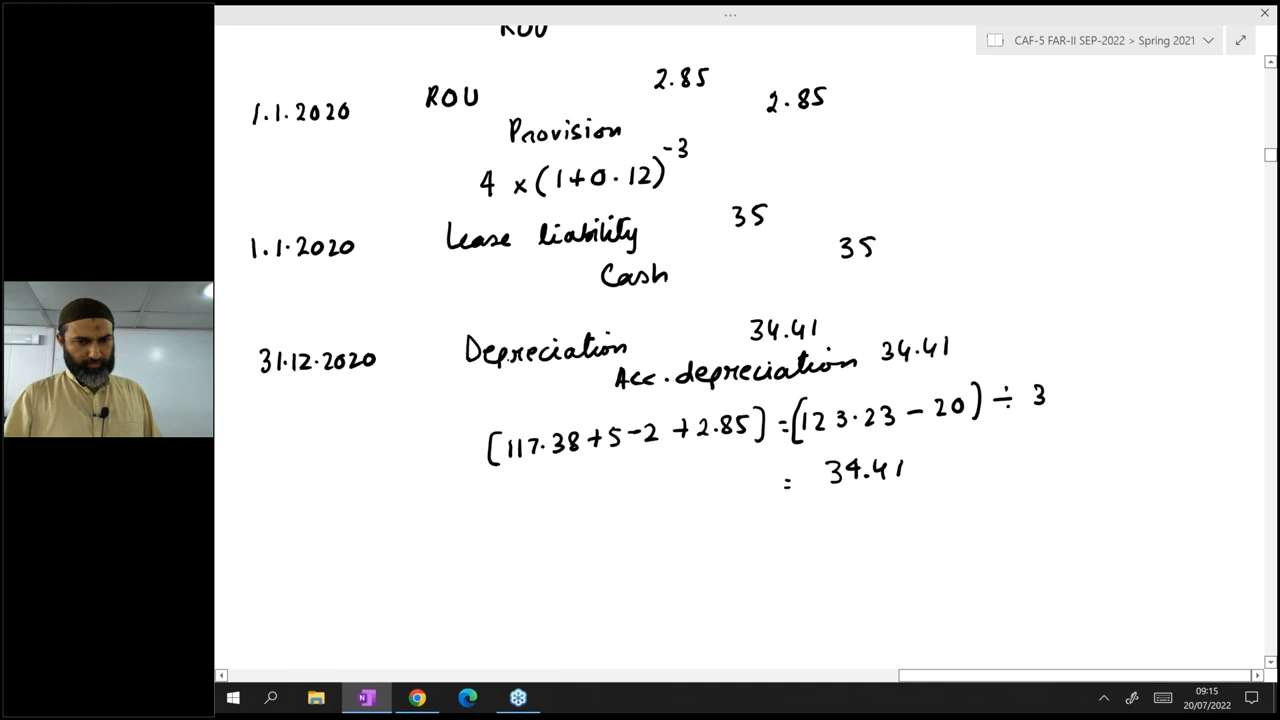 CAF-5 FAR-II SEP-2022 > Spring 2021
ROU
1.1.2020 ROU 2.85
Provision 2.85
4 × (1+0.12)^-3
1.1.2020 Lease liability 35
Cash 35
31.12.2020 Depreciation 34.41
Acc. depreciation 34.41
[117.38+5-2 +2.85] = (123.23 - 20) ÷ 3
= 34.41
09:15
20/07/2022